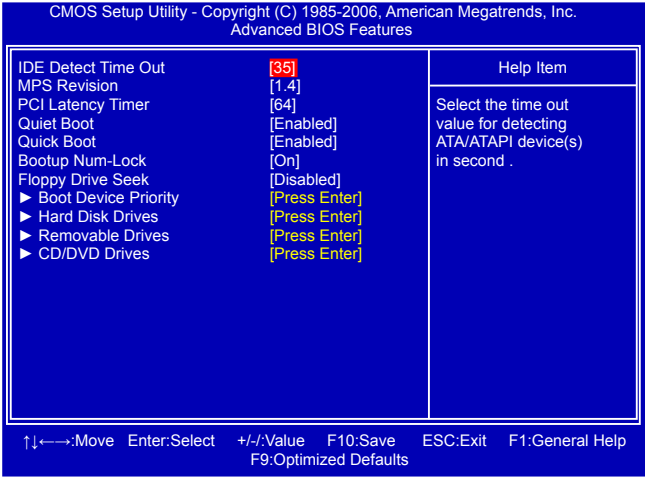 CMOS Setup Utility - Copyright (C) 1985-2006, American Megatrends, Inc.
Advanced BIOS Features
IDE Detect Time Out [35]
MPS Revision [1.4]
PCI Latency Timer [64]
Quiet Boot [Enabled]
Quick Boot [Enabled]
Bootup Num-Lock [On]
Floppy Drive Seek [Disabled]
► Boot Device Priority [Press Enter]
► Hard Disk Drives [Press Enter]
► Removable Drives [Press Enter]
► CD/DVD Drives [Press Enter]
Help Item
Select the time out
value for detecting
ATA/ATAPI device(s)
in second .
↑↓←→:Move Enter:Select +/-/:Value F10:Save ESC:Exit F1:General Help
F9:Optimized Defaults